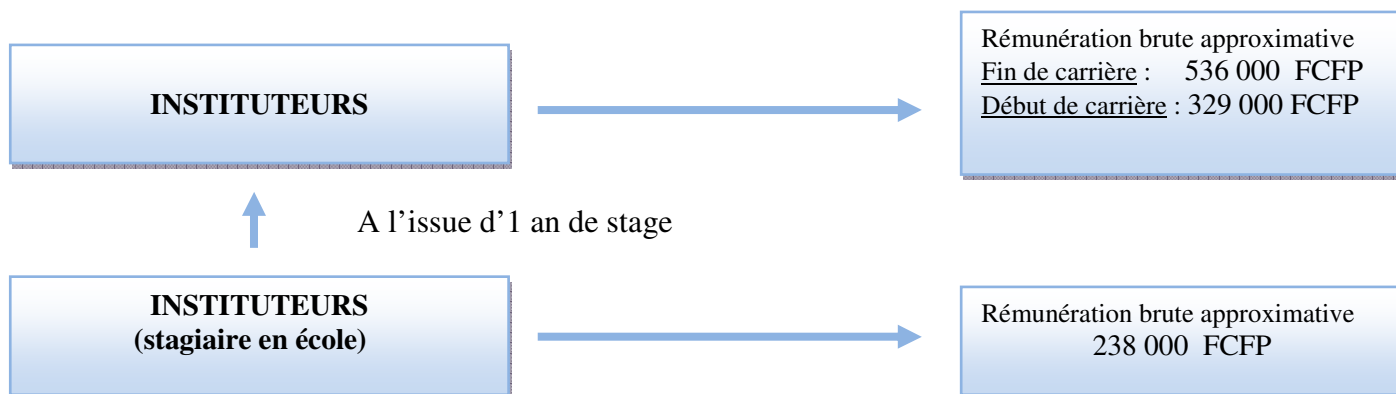 INSTITUTEURS
Rémunération brute approximative
Fin de carrière : 536 000 FCFP
Début de carrière : 329 000 FCFP
A l'issue d'1 an de stage
INSTITUTEURS
(stagiaire en école)
Rémunération brute approximative
238 000 FCFP